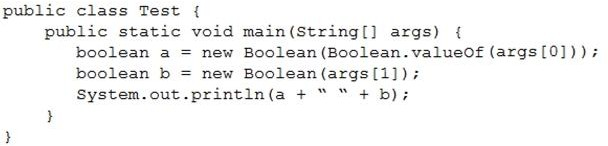 public class Test {
    public static void main(String[] args) {
        boolean a = new Boolean(Boolean.valueOf(args[0]));
        boolean b = new Boolean(args[1]);
        System.out.println(a + “ “ + b);
    }
}